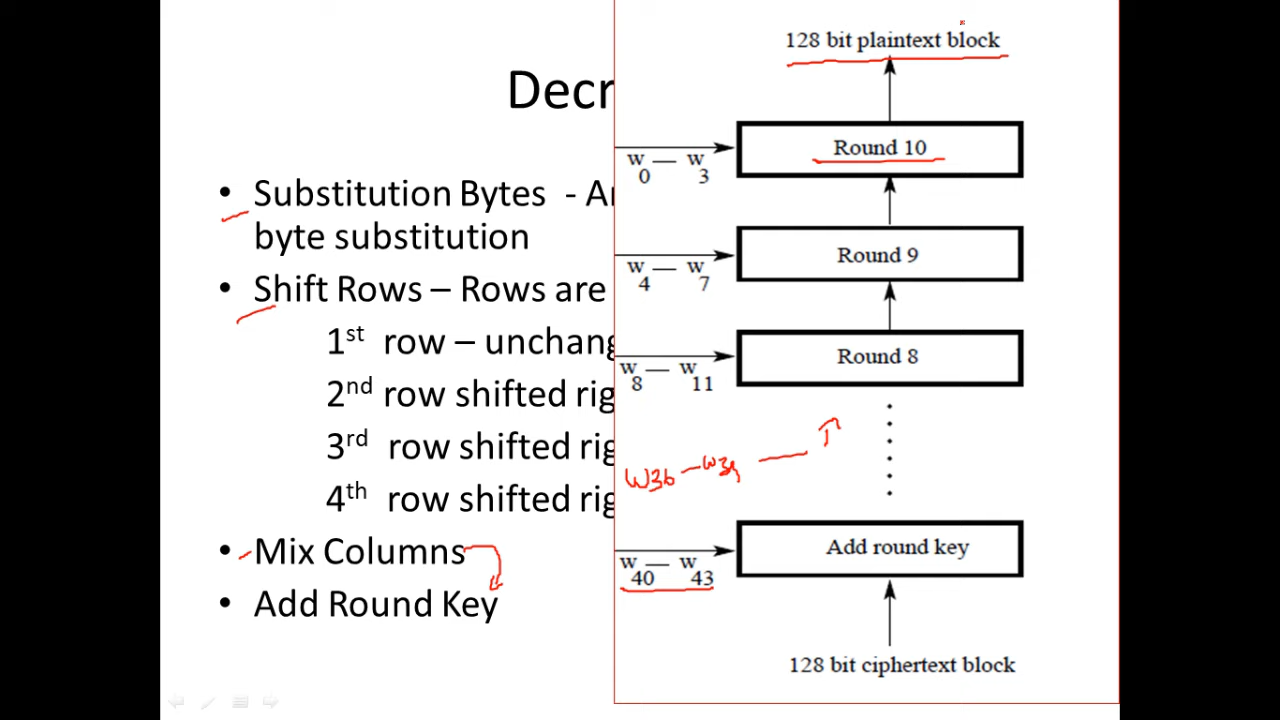 Decr
• Substitution Bytes - A
byte substitution
• Shift Rows – Rows are
1st row – unchang
2nd row shifted rig
3rd row shifted rig
4th row shifted rig
• Mix Columns
• Add Round Key
128 bit plaintext block
Round 10
w0 — w3
Round 9
w4 — w7
Round 8
w8 — w11
W36 — W39
Add round key
w40 — w43
128 bit ciphertext block